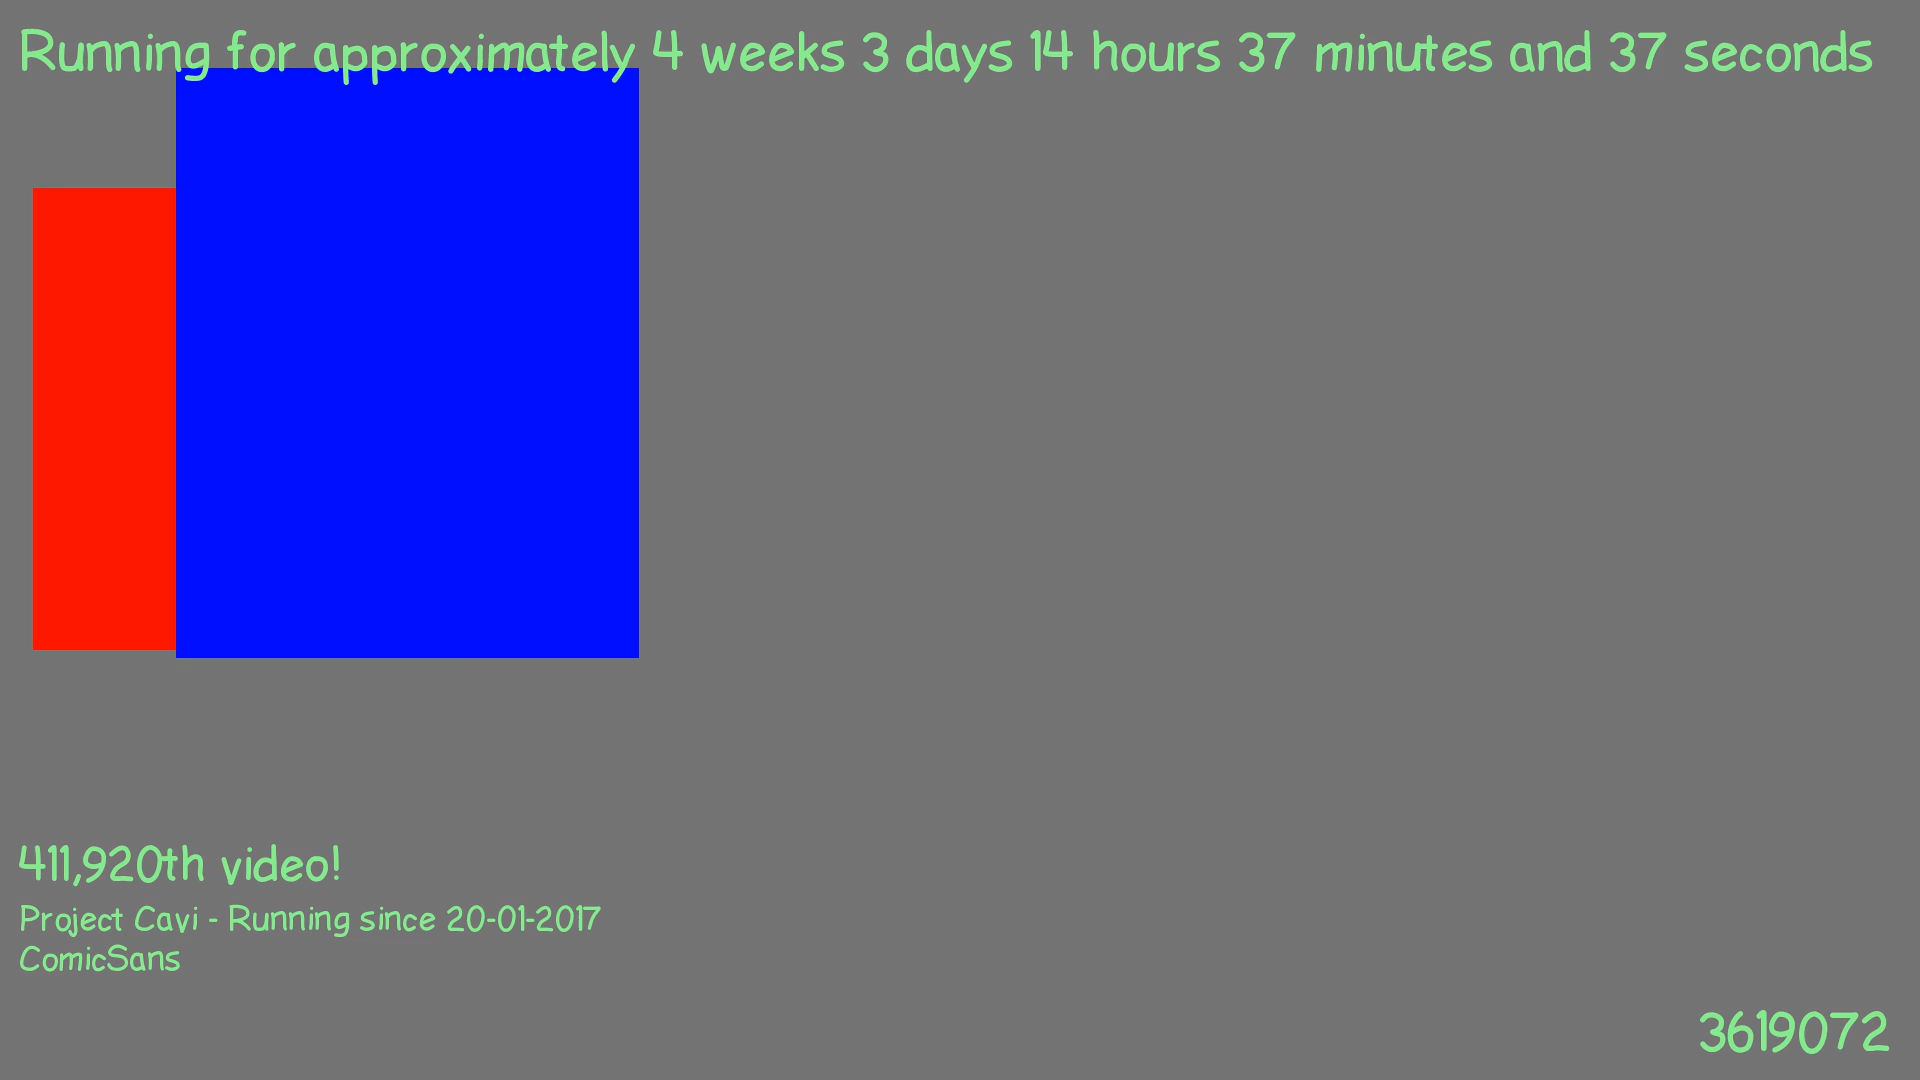 Running for approximately 4 weeks 3 days 14 hours 37 minutes and 37 seconds
411,920th video!
Project Cavi - Running since 20-01-2017
ComicSans
3619072